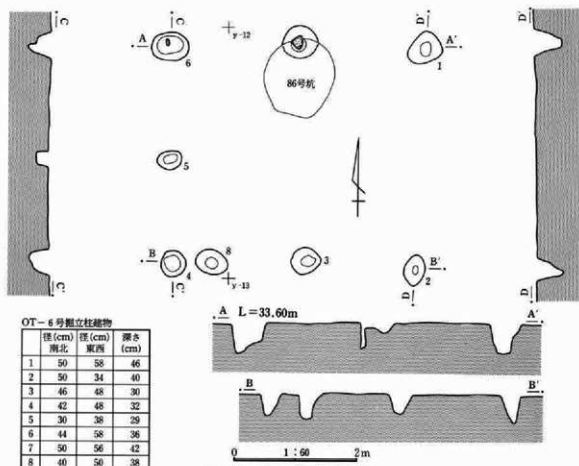 C
C
D'
D'
A
6
y-12
A'
1
86号坑
5
B
4
8
y-13
3
B'
2
C'
C'
D
D
OT-6号掘立柱建物
径(cm) 南北 径(cm) 東西 深さ (cm)
1 50 58 46
2 50 34 40
3 46 48 30
4 42 48 32
5 30 38 29
6 44 58 36
7 50 56 42
8 40 50 38
A L=33.60m A'
B B'
0 1:60 2m